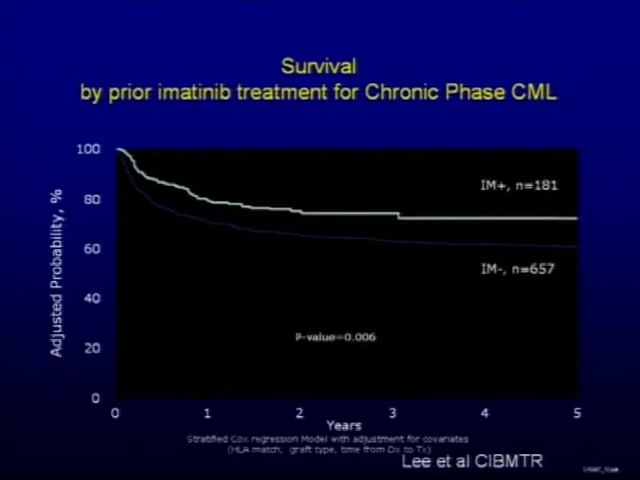 Survival
by prior imatinib treatment for Chronic Phase CML
100
80
60
40
20
0
Adjusted Probability, %
IM+, n=181
IM-, n=657
P-value=0.006
0 1 2 3 4 5
Years
Stratified Cox regression Model with adjustment for covariates
(HLA match, graft type, time from Dx to Tx)
Lee et al CIBMTR